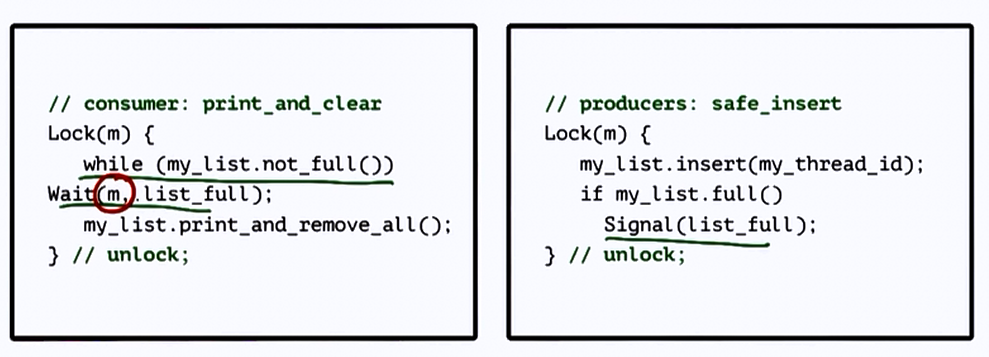 // consumer: print_and_clear
Lock(m) {
while (my_list.not_full())
Wait(m, list_full);
my_list.print_and_remove_all();
} // unlock;
// producers: safe_insert
Lock(m) {
my_list.insert(my_thread_id);
if my_list.full()
Signal(list_full);
} // unlock;